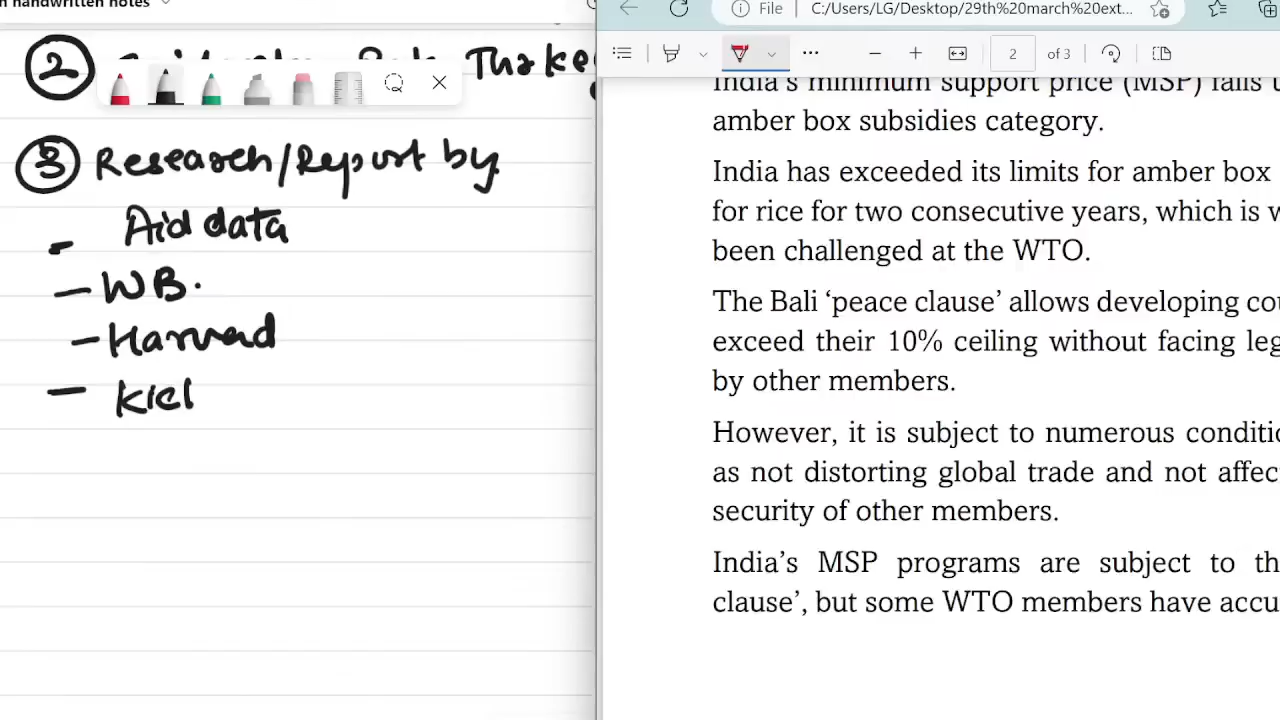 handwritten notes
2
Thake
3 Research/Report by
- Aid data
- WB.
- Harvad
- Kiel
File C:/Users/LG/Desktop/29th%20march%20ext...
2 of 3
India's minimum support price (MSP) falls u
amber box subsidies category.
India has exceeded its limits for amber box
for rice for two consecutive years, which is w
been challenged at the WTO.
The Bali ‘peace clause’ allows developing cou
exceed their 10% ceiling without facing leg
by other members.
However, it is subject to numerous conditio
as not distorting global trade and not affec
security of other members.
India's MSP programs are subject to th
clause’, but some WTO members have accu